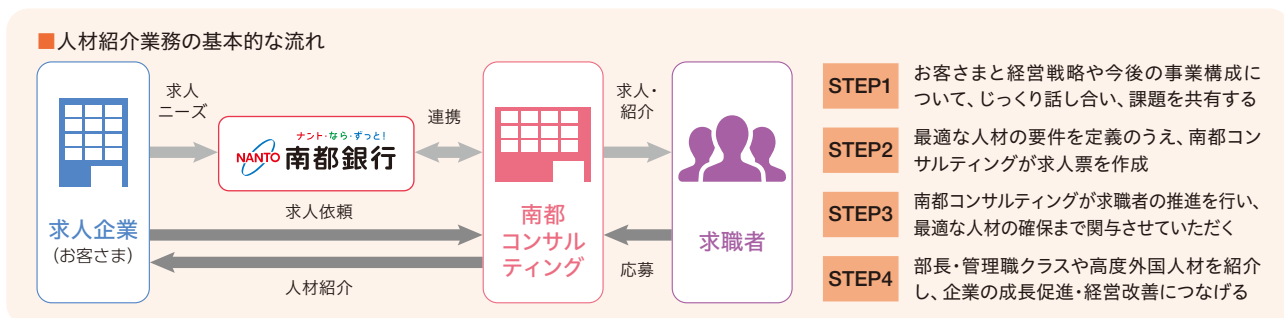 ■人材紹介業務の基本的な流れ
求人
ニーズ
ナント・なら・ずっと！
NANTO 南都銀行
連携
求人・
紹介
求人依頼
人材紹介
応募
求人企業
(お客さま)
南都
コンサル
ティング
求職者
STEP1
お客さまと経営戦略や今後の事業構成に
ついて、じっくり話し合い、課題を共有する
STEP2
最適な人材の要件を定義のうえ、南都コン
サルティングが求人票を作成
STEP3
南都コンサルティングが求職者の推進を行い、
最適な人材の確保まで関与させていただく
STEP4
部長・管理職クラスや高度外国人材を紹介
し、企業の成長促進・経営改善につなげる